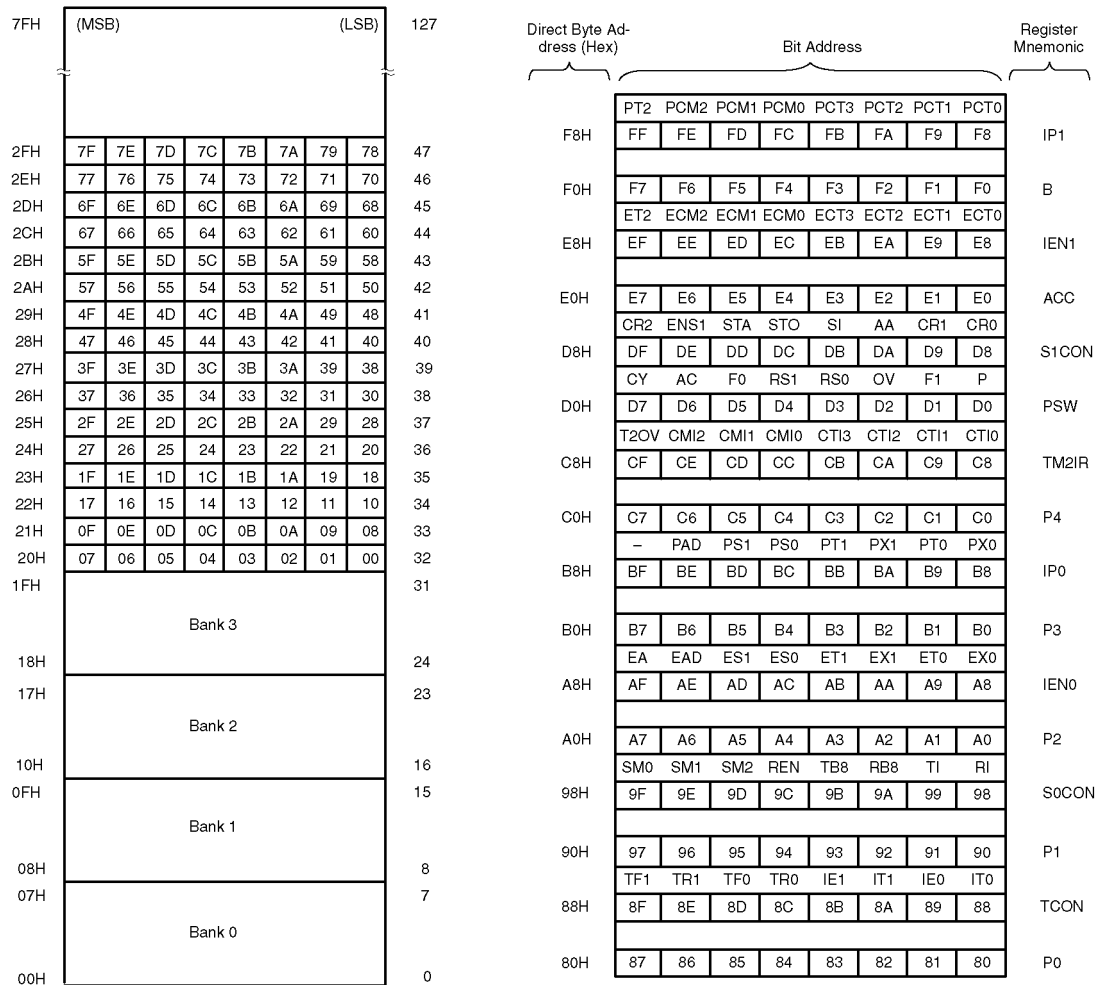 7FH (MSB) (LSB) 127
2FH 7F 7E 7D 7C 7B 7A 79 78 47
2EH 77 76 75 74 73 72 71 70 46
2DH 6F 6E 6D 6C 6B 6A 69 68 45
2CH 67 66 65 64 63 62 61 60 44
2BH 5F 5E 5D 5C 5B 5A 59 58 43
2AH 57 56 55 54 53 52 51 50 42
29H 4F 4E 4D 4C 4B 4A 49 48 41
28H 47 46 45 44 43 42 41 40 40
27H 3F 3E 3D 3C 3B 3A 39 38 39
26H 37 36 35 34 33 32 31 30 38
25H 2F 2E 2D 2C 2B 2A 29 28 37
24H 27 26 25 24 23 22 21 20 36
23H 1F 1E 1D 1C 1B 1A 19 18 35
22H 17 16 15 14 13 12 11 10 34
21H 0F 0E 0D 0C 0B 0A 09 08 33
20H 07 06 05 04 03 02 01 00 32
1FH 31
Bank 3
18H 24
17H 23
Bank 2
10H 16
0FH 15
Bank 1
08H 8
07H 7
Bank 0
00H 0
Direct Byte Ad-
dress (Hex)
Bit Address
Register
Mnemonic
PT2 PCM2 PCM1 PCM0 PCT3 PCT2 PCT1 PCT0
F8H FF FE FD FC FB FA F9 F8 IP1
F0H F7 F6 F5 F4 F3 F2 F1 F0 B
ET2 ECM2 ECM1 ECM0 ECT3 ECT2 ECT1 ECT0
E8H EF EE ED EC EB EA E9 E8 IEN1
E0H E7 E6 E5 E4 E3 E2 E1 E0 ACC
CR2 ENS1 STA STO SI AA CR1 CR0
D8H DF DE DD DC DB DA D9 D8 S1CON
CY AC F0 RS1 RS0 OV F1 P
D0H D7 D6 D5 D4 D3 D2 D1 D0 PSW
T2OV CMI2 CMI1 CMI0 CTI3 CTI2 CTI1 CTI0
C8H CF CE CD CC CB CA C9 C8 TM2IR
C0H C7 C6 C5 C4 C3 C2 C1 C0 P4
– PAD PS1 PS0 PT1 PX1 PT0 PX0
B8H BF BE BD BC BB BA B9 B8 IP0
B0H B7 B6 B5 B4 B3 B2 B1 B0 P3
EA EAD ES1 ES0 ET1 EX1 ET0 EX0
A8H AF AE AD AC AB AA A9 A8 IEN0
A0H A7 A6 A5 A4 A3 A2 A1 A0 P2
SM0 SM1 SM2 REN TB8 RB8 TI RI
98H 9F 9E 9D 9C 9B 9A 99 98 S0CON
90H 97 96 95 94 93 92 91 90 P1
TF1 TR1 TF0 TR0 IE1 IT1 IE0 IT0
88H 8F 8E 8D 8C 8B 8A 89 88 TCON
80H 87 86 85 84 83 82 81 80 P0